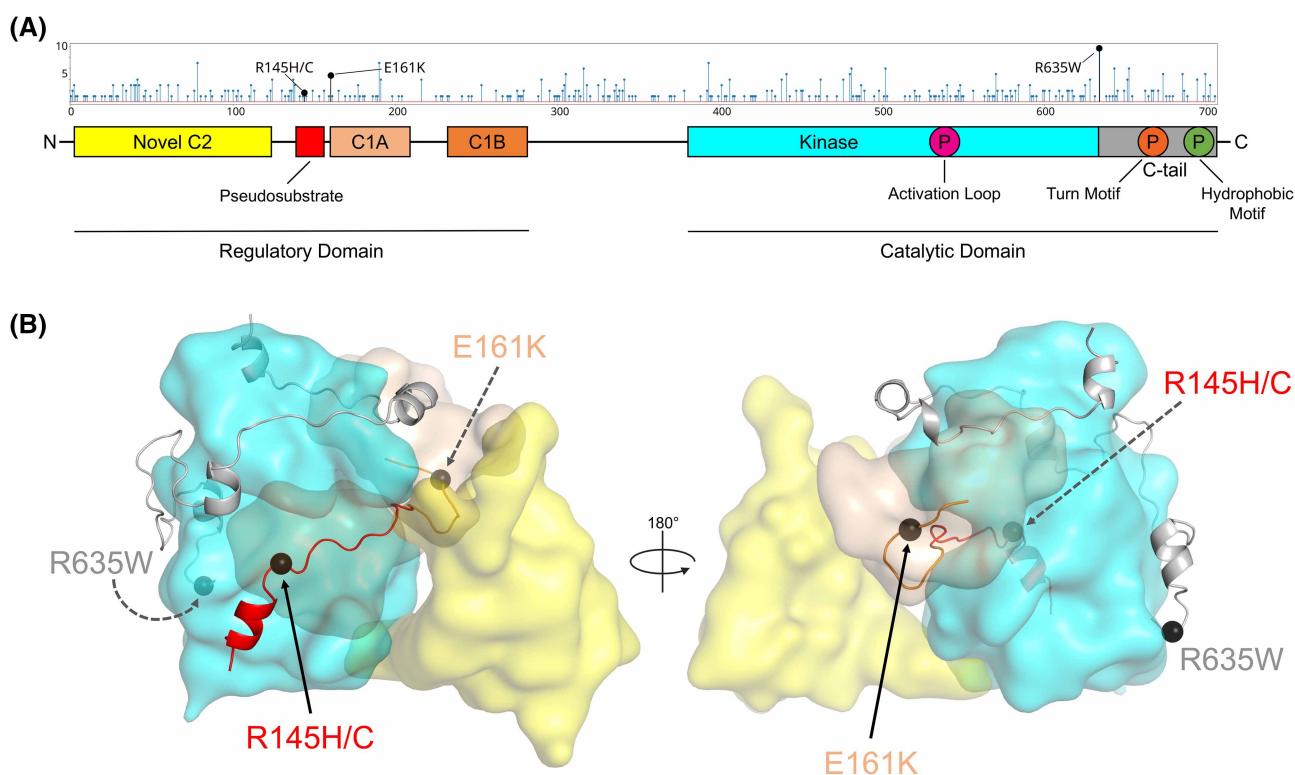 (A)
10
5
R145H/C
E161K
R635W
0 100 200 300 400 500 600 700
N Novel C2 C1A C1B Kinase P P P C
C-tail
Pseudosubstrate
Activation Loop
Turn Motif
Hydrophobic
Motif
Regulatory Domain
Catalytic Domain
(B)
E161K
R635W
R145H/C
180°
R145H/C
R635W
E161K